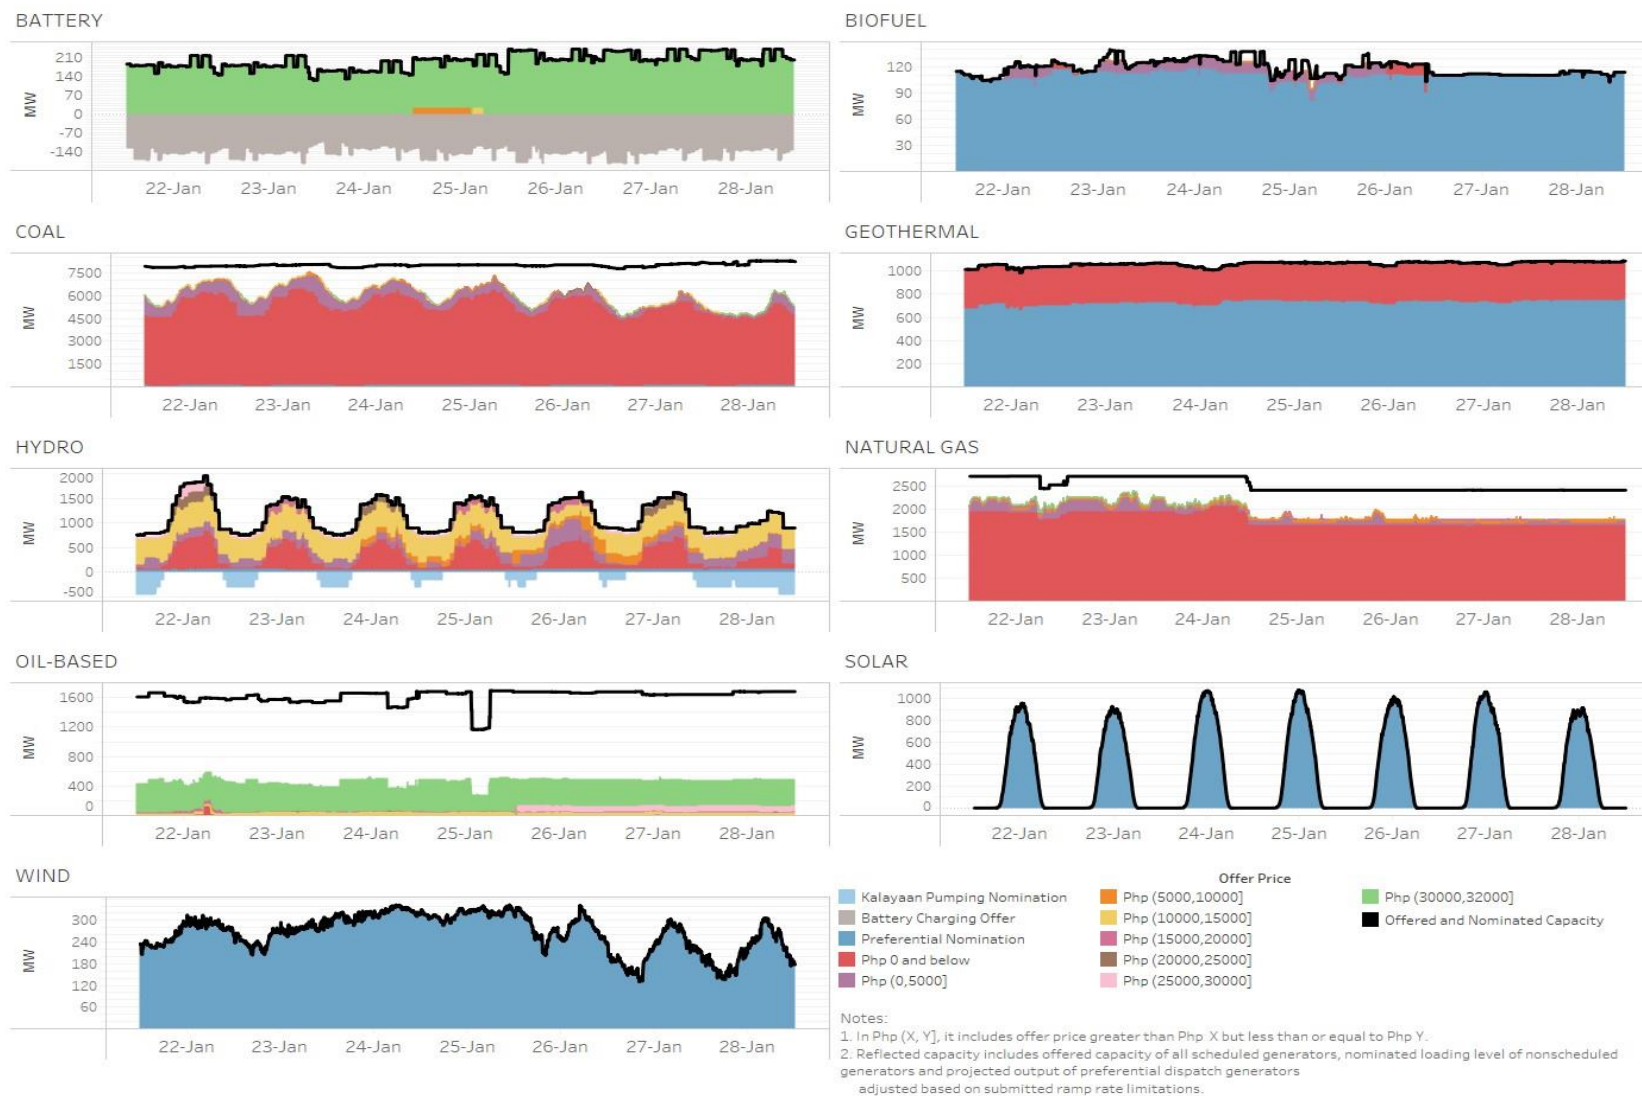 BATTERY
MW
210
140
70
0
-70
-140
22-Jan 23-Jan 24-Jan 25-Jan 26-Jan 27-Jan 28-Jan
BIOFUEL
MW
120
90
60
30
22-Jan 23-Jan 24-Jan 25-Jan 26-Jan 27-Jan 28-Jan
COAL
MW
7500
6000
4500
3000
1500
22-Jan 23-Jan 24-Jan 25-Jan 26-Jan 27-Jan 28-Jan
GEOTHERMAL
MW
1000
800
600
400
200
22-Jan 23-Jan 24-Jan 25-Jan 26-Jan 27-Jan 28-Jan
HYDRO
MW
2000
1500
1000
500
0
-500
22-Jan 23-Jan 24-Jan 25-Jan 26-Jan 27-Jan 28-Jan
NATURAL GAS
MW
2500
2000
1500
1000
500
22-Jan 23-Jan 24-Jan 25-Jan 26-Jan 27-Jan 28-Jan
OIL-BASED
MW
1600
1200
800
400
0
22-Jan 23-Jan 24-Jan 25-Jan 26-Jan 27-Jan 28-Jan
SOLAR
MW
1000
800
600
400
200
0
22-Jan 23-Jan 24-Jan 25-Jan 26-Jan 27-Jan 28-Jan
WIND
MW
300
240
180
120
60
22-Jan 23-Jan 24-Jan 25-Jan 26-Jan 27-Jan 28-Jan
Offer Price
Kalayaan Pumping Nomination
Battery Charging Offer
Preferential Nomination
Php 0 and below
Php (0,5000]
Php (5000,10000]
Php (10000,15000]
Php (15000,20000]
Php (20000,25000]
Php (25000,30000]
Php (30000,32000]
Offered and Nominated Capacity
Notes:
1. In Php (X, Y], it includes offer price greater than Php X but less than or equal to Php Y.
2. Reflected capacity includes offered capacity of all scheduled generators, nominated loading level of nonscheduled
generators and projected output of preferential dispatch generators
adjusted based on submitted ramp rate limitations.